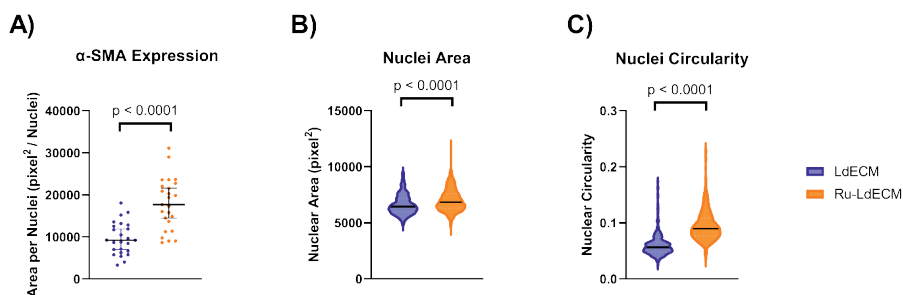 A)
α-SMA Expression
p < 0.0001
Area per Nuclei (pixel² / Nuclei)
40000
30000
20000
10000
0
B)
Nuclei Area
p < 0.0001
Nuclear Area (pixel²)
15000
10000
5000
0
C)
Nuclei Circularity
p < 0.0001
Nuclear Circularity
0.3
0.2
0.1
0.0
LdECM
Ru-LdECM